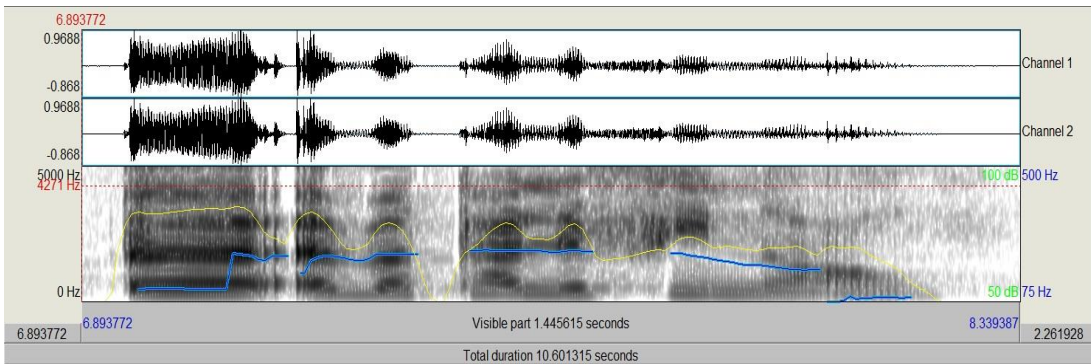 6.893772
0.9688
-0.868
Channel 1
0.9688
-0.868
Channel 2
5000 Hz
4271 Hz
0 Hz
100 dB
500 Hz
50 dB
75 Hz
6.893772
6.893772
Visible part 1.445615 seconds
8.339387
2.261928
Total duration 10.601315 seconds